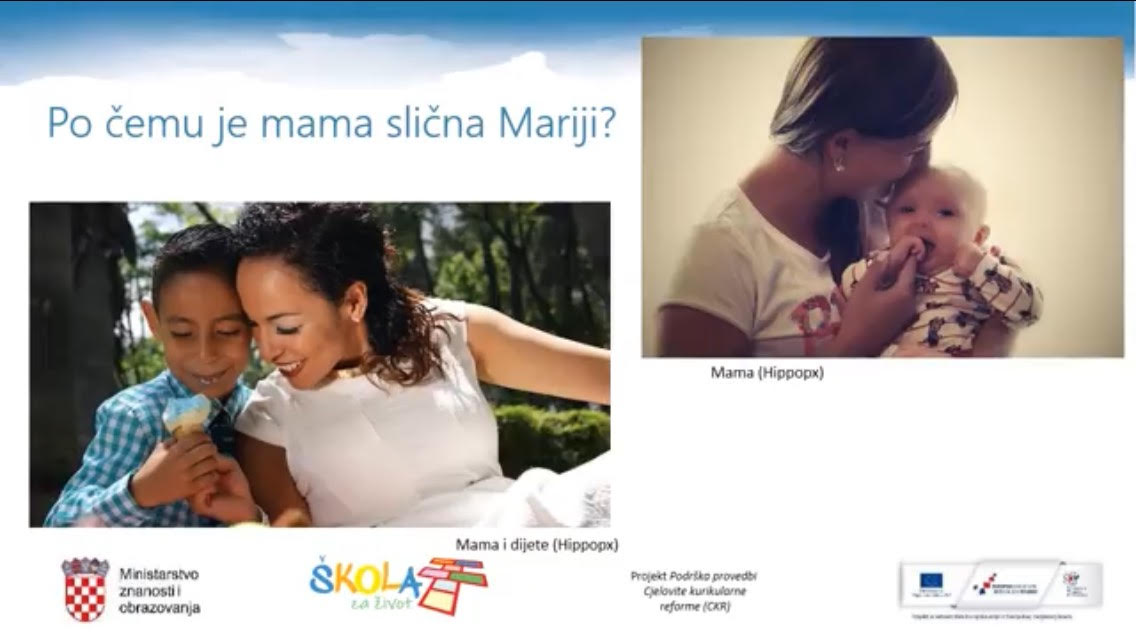 Po čemu je mama slična Mariji?
Mama (Hippopx)
Mama i dijete (Hippopx)
Ministarstvo
znanosti i
obrazovanja
ŠKOLA
za život
Projekt Podrška provedbi
Cjelovite kurikularne
reforme (CKR)